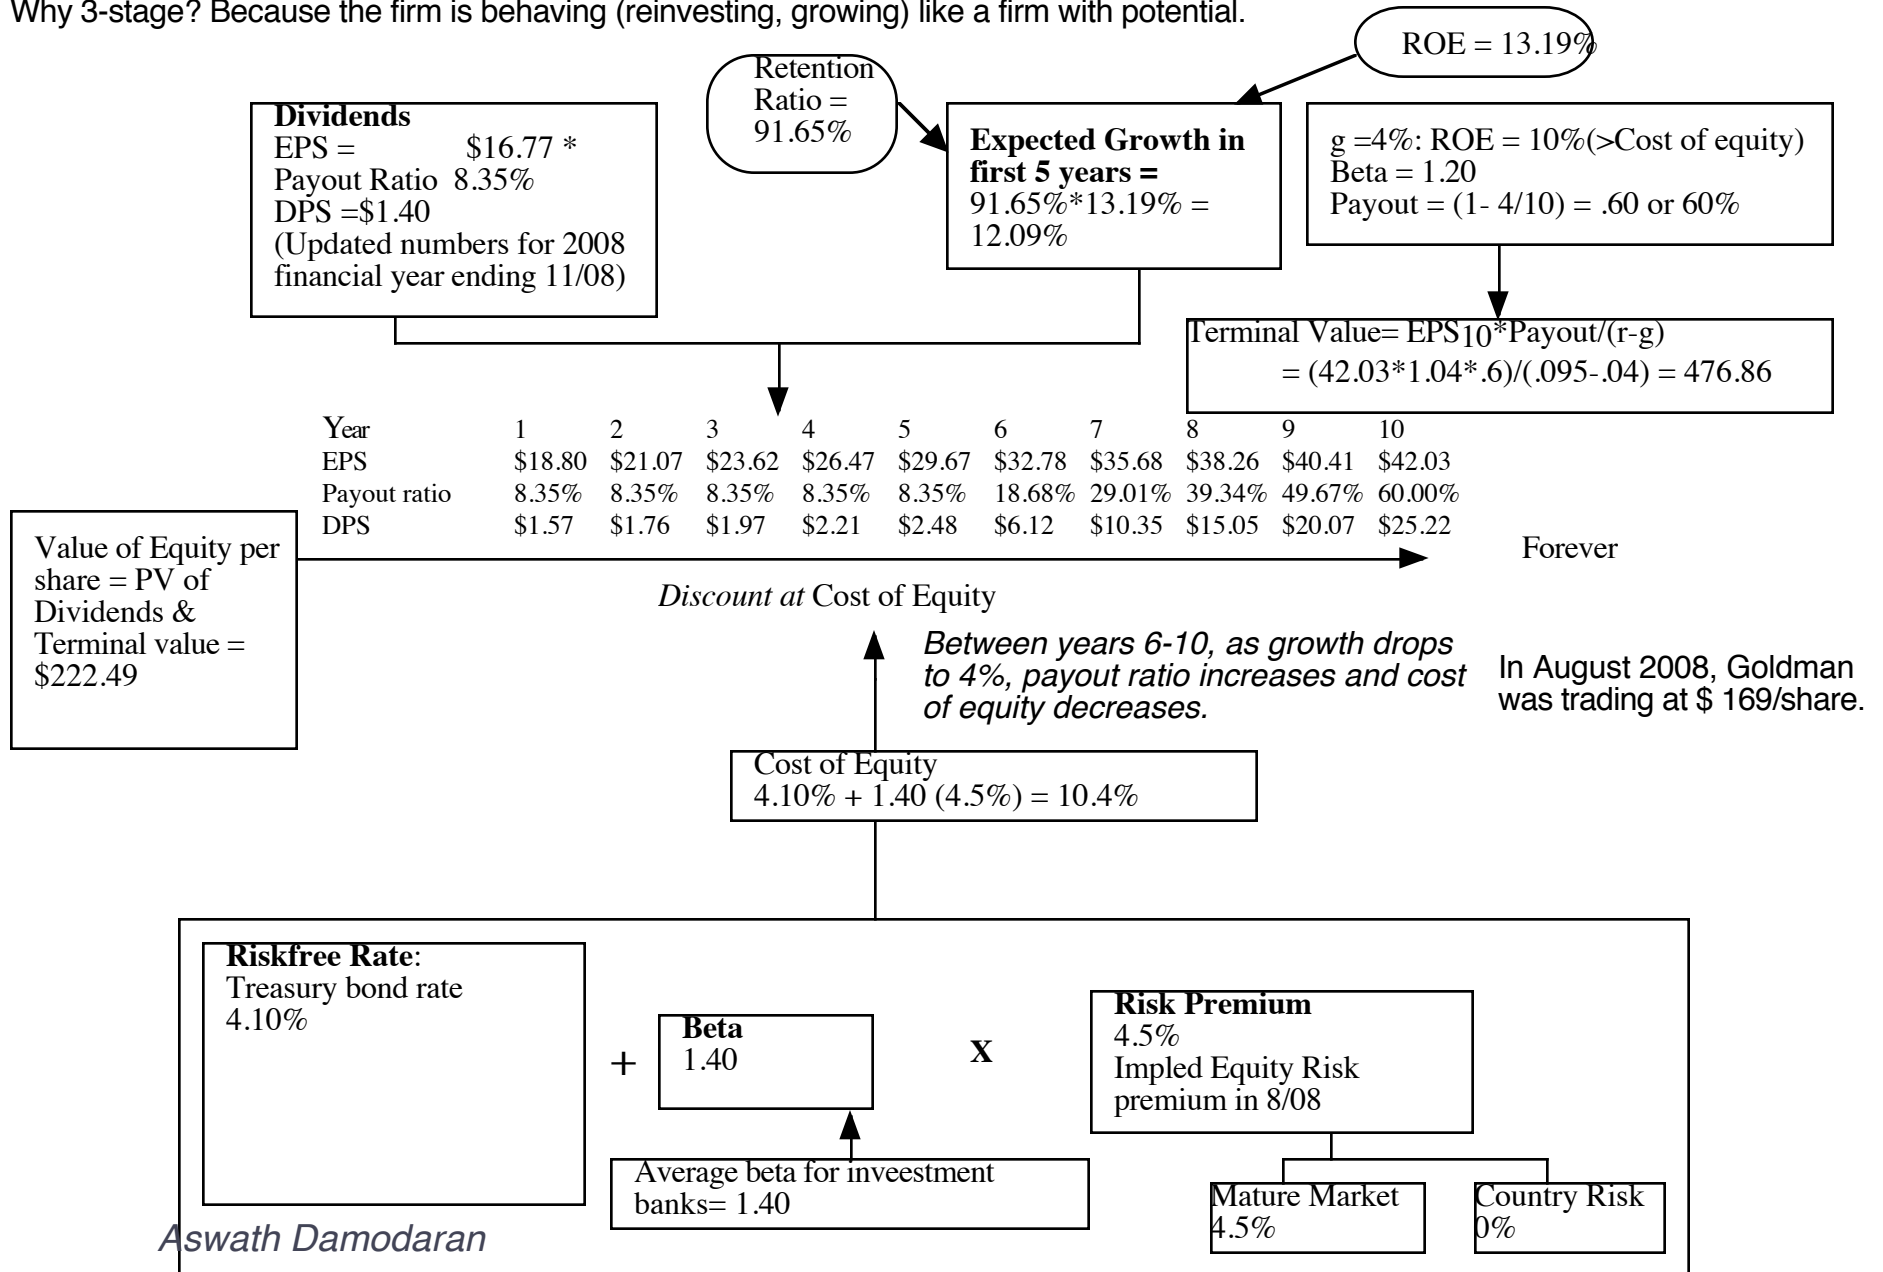 Why 3-stage? Because the firm is behaving (reinvesting, growing) like a firm with potential.
ROE = 13.19%
Retention
Ratio =
91.65%
Dividends
EPS = $16.77 *
Payout Ratio 8.35%
DPS =$1.40
(Updated numbers for 2008
financial year ending 11/08)
Expected Growth in
first 5 years =
91.65%*13.19% =
12.09%
g =4%: ROE = 10%(>Cost of equity)
Beta = 1.20
Payout = (1- 4/10) = .60 or 60%
Terminal Value= EPS10*Payout/(r-g)
= (42.03*1.04*.6)/(.095-.04) = 476.86
Year 1 2 3 4 5 6 7 8 9 10
EPS $18.80 $21.07 $23.62 $26.47 $29.67 $32.78 $35.68 $38.26 $40.41 $42.03
Payout ratio 8.35% 8.35% 8.35% 8.35% 8.35% 18.68% 29.01% 39.34% 49.67% 60.00%
DPS $1.57 $1.76 $1.97 $2.21 $2.48 $6.12 $10.35 $15.05 $20.07 $25.22
Value of Equity per
share = PV of
Dividends &
Terminal value =
$222.49
Forever
Discount at Cost of Equity
Between years 6-10, as growth drops
to 4%, payout ratio increases and cost
of equity decreases.
In August 2008, Goldman
was trading at $ 169/share.
Cost of Equity
4.10% + 1.40 (4.5%) = 10.4%
Riskfree Rate:
Treasury bond rate
4.10%
+
Beta
1.40
X
Risk Premium
4.5%
Impled Equity Risk
premium in 8/08
Average beta for inveestment
banks= 1.40
Mature Market
4.5%
Country Risk
0%
Aswath Damodaran